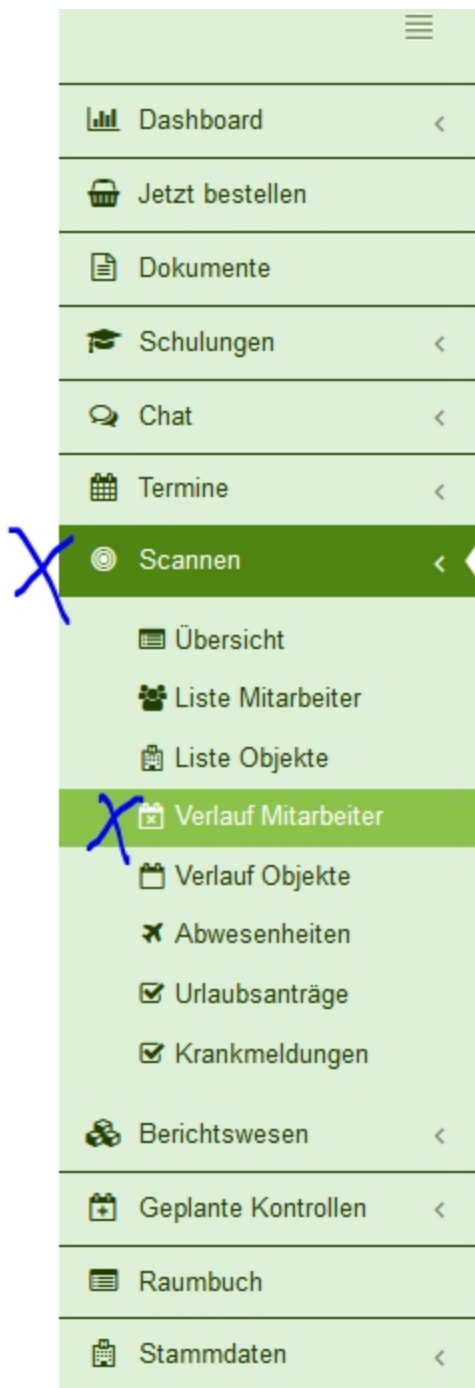 Dashboard
Jetzt bestellen
Dokumente
Schulungen
Chat
Termine
Scannen
Übersicht
Liste Mitarbeiter
Liste Objekte
Verlauf Mitarbeiter
Verlauf Objekte
Abwesenheiten
Urlaubsanträge
Krankmeldungen
Berichtswesen
Geplante Kontrollen
Raumbuch
Stammdaten